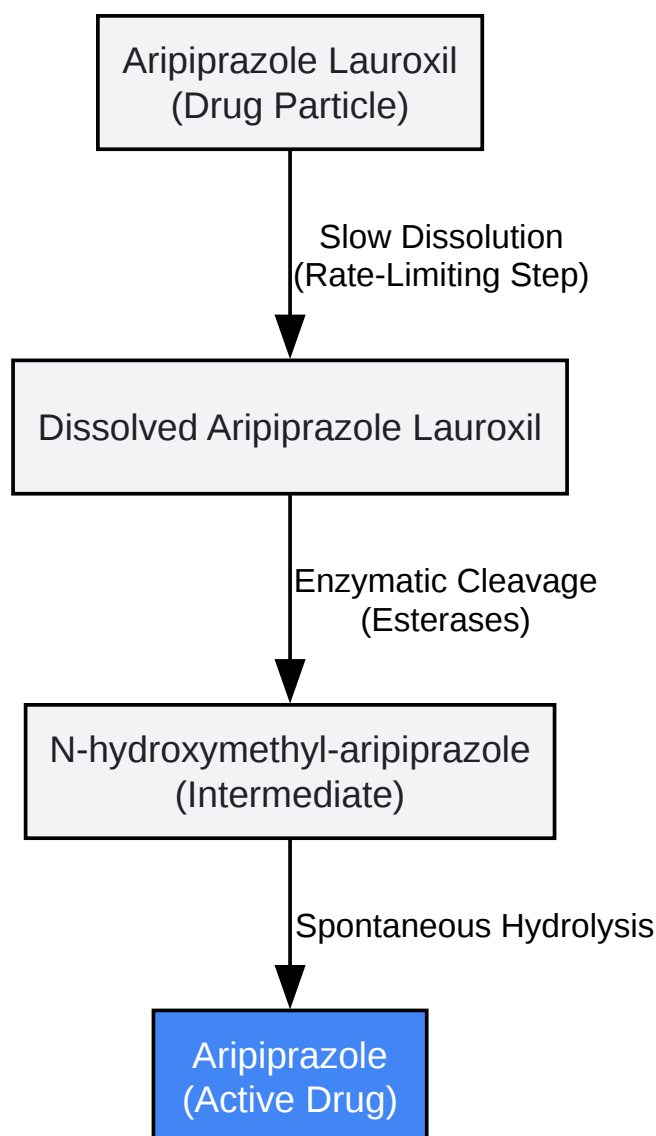 Aripiprazole Lauroxil
(Drug Particle)
Slow Dissolution
(Rate-Limiting Step)
Dissolved Aripiprazole Lauroxil
Enzymatic Cleavage
(Esterases)
N-hydroxymethyl-aripiprazole
(Intermediate)
Spontaneous Hydrolysis
Aripiprazole
(Active Drug)